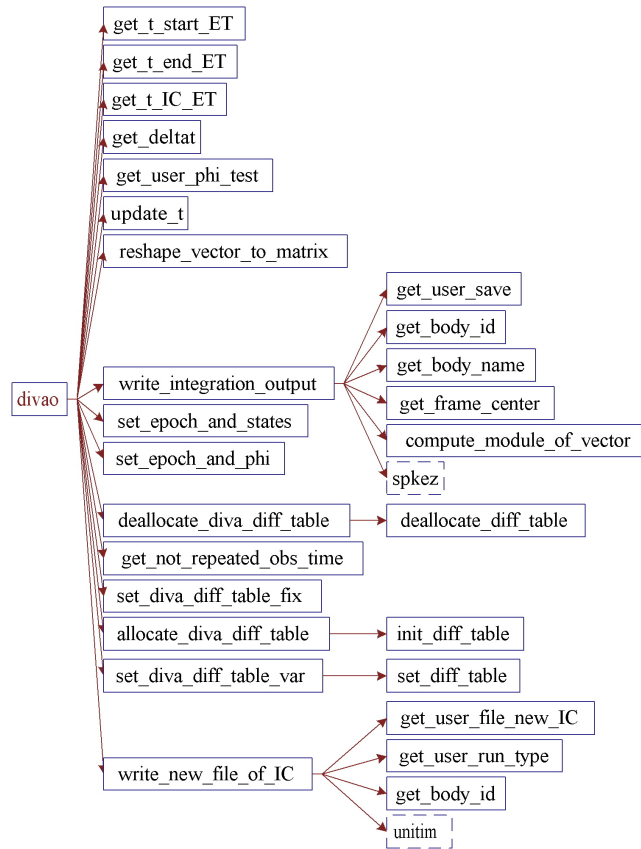 get_t_start_ET
get_t_end_ET
get_t_IC_ET
get_deltat
get_user_phi_test
update_t
reshape_vector_to_matrix
get_user_save
get_body_id
get_body_name
divao
write_integration_output
get_frame_center
set_epoch_and_states
compute_module_of_vector
set_epoch_and_phi
spkez
deallocate_diva_diff_table
deallocate_diff_table
get_not_repeated_obs_time
set_diva_diff_table_fix
allocate_diva_diff_table
init_diff_table
set_diva_diff_table_var
set_diff_table
get_user_file_new_IC
get_user_run_type
write_new_file_of_IC
get_body_id
unitim